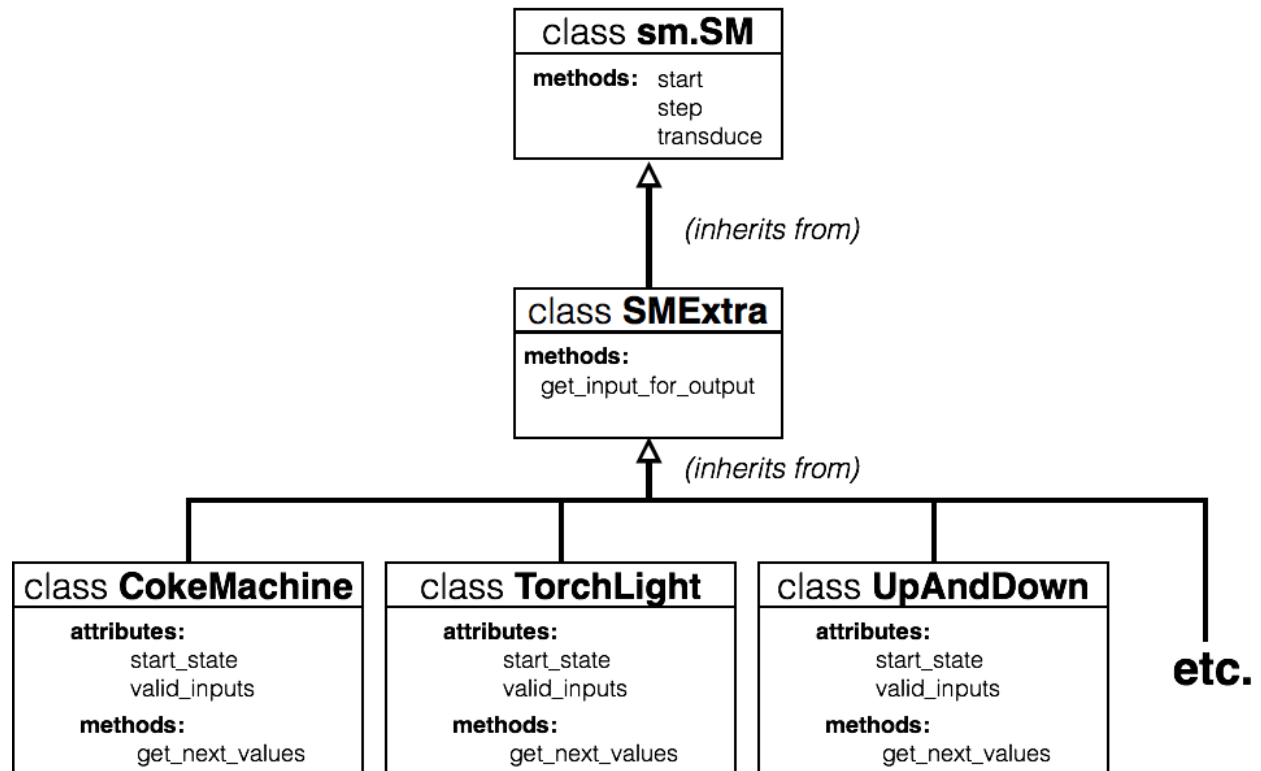 class sm.SM
methods: start
step
transduce
(inherits from)
class SMExtra
methods:
get_input_for_output
(inherits from)
class CokeMachine
attributes:
start_state
valid_inputs
methods:
get_next_values
class TorchLight
attributes:
start_state
valid_inputs
methods:
get_next_values
class UpAndDown
attributes:
start_state
valid_inputs
methods:
get_next_values
etc.